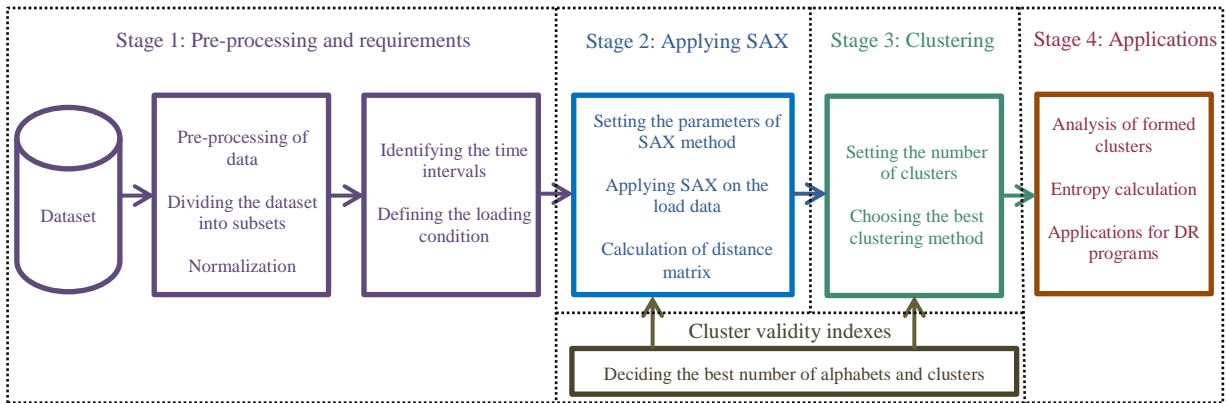 Stage 1: Pre-processing and requirements
Dataset
Pre-processing of
data
Dividing the dataset
into subsets
Normalization
Identifying the time
intervals
Defining the loading
condition
Stage 2: Applying SAX
Setting the parameters of
SAX method
Applying SAX on the
load data
Calculation of distance
matrix
Stage 3: Clustering
Setting the number
of clusters
Choosing the best
clustering method
Stage 4: Applications
Analysis of formed
clusters
Entropy calculation
Applications for DR
programs
Cluster validity indexes
Deciding the best number of alphabets and clusters